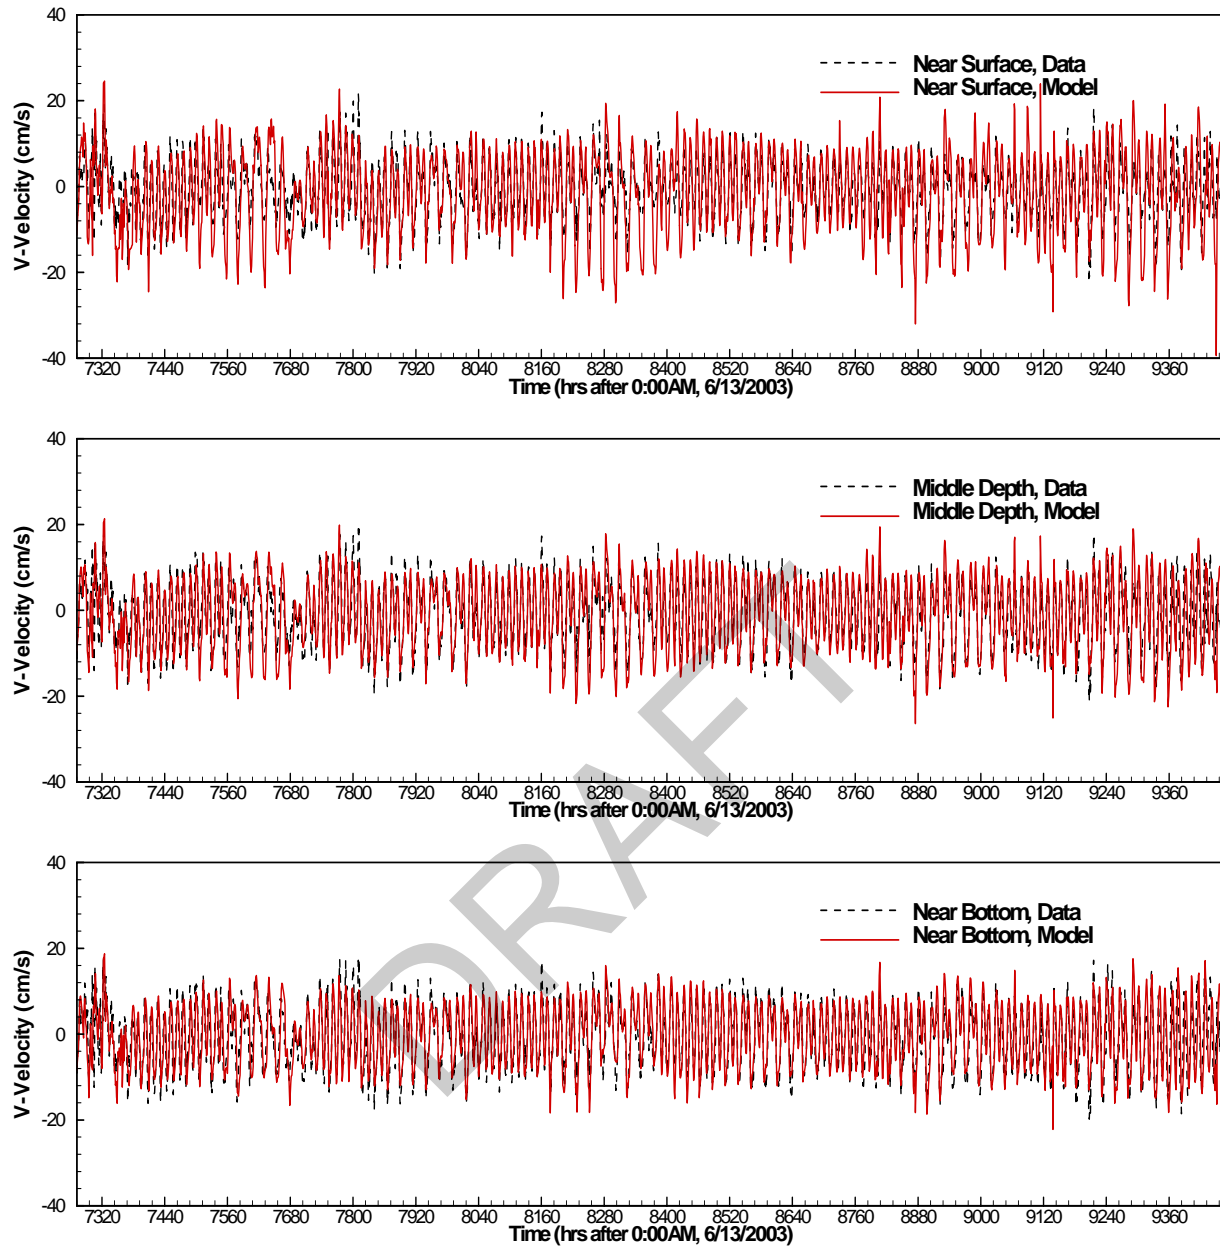 40
20
0
-20
-40
V-Velocity (cm/s)
Near Surface, Data
Near Surface, Model
7320 7440 7560 7680 7800 7920 8040 8160 8280 8400 8520 8640 8760 8880 9000 9120 9240 9360
Time (hrs after 0:00AM, 6/13/2003)
40
20
0
-20
-40
V-Velocity (cm/s)
Middle Depth, Data
Middle Depth, Model
7320 7440 7560 7680 7800 7920 8040 8160 8280 8400 8520 8640 8760 8880 9000 9120 9240 9360
Time (hrs after 0:00AM, 6/13/2003)
40
20
0
-20
-40
V-Velocity (cm/s)
Near Bottom, Data
Near Bottom, Model
7320 7440 7560 7680 7800 7920 8040 8160 8280 8400 8520 8640 8760 8880 9000 9120 9240 9360
Time (hrs after 0:00AM, 6/13/2003)
DRAFT